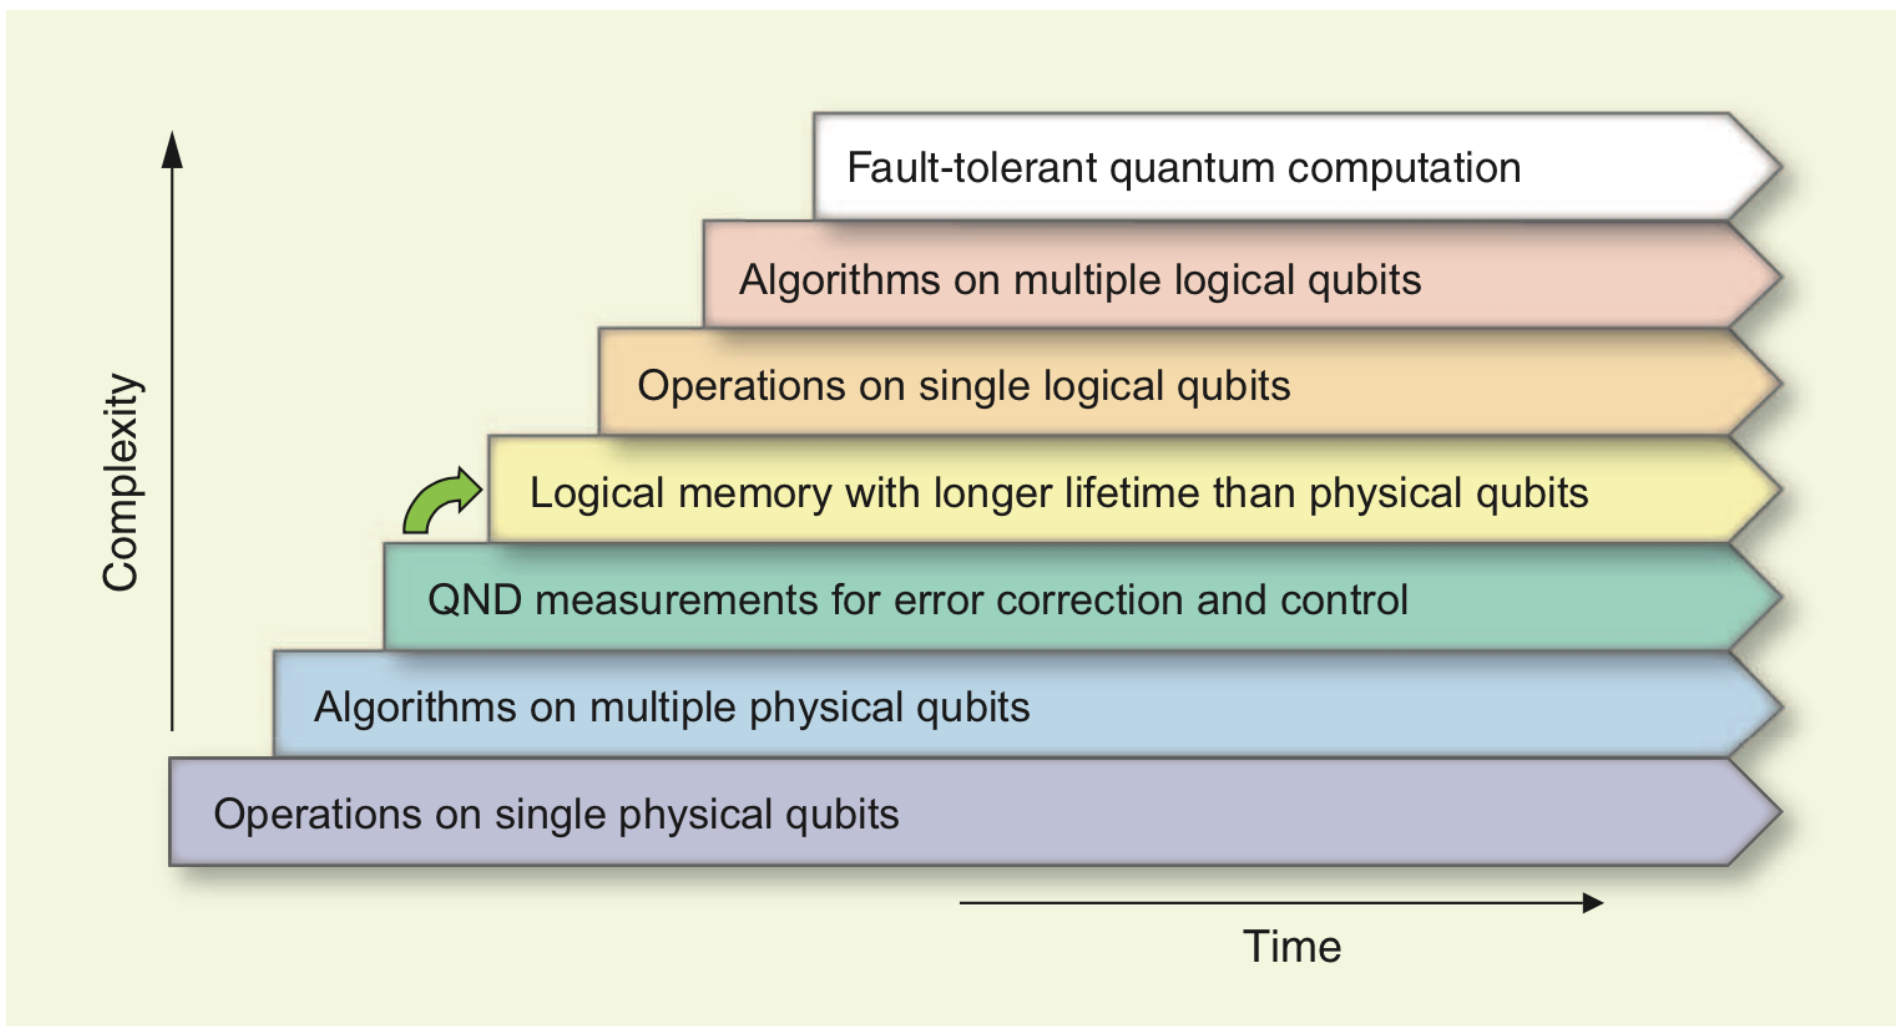 Fault-tolerant quantum computation
Algorithms on multiple logical qubits
Operations on single logical qubits
Logical memory with longer lifetime than physical qubits
QND measurements for error correction and control
Algorithms on multiple physical qubits
Operations on single physical qubits
Complexity
Time